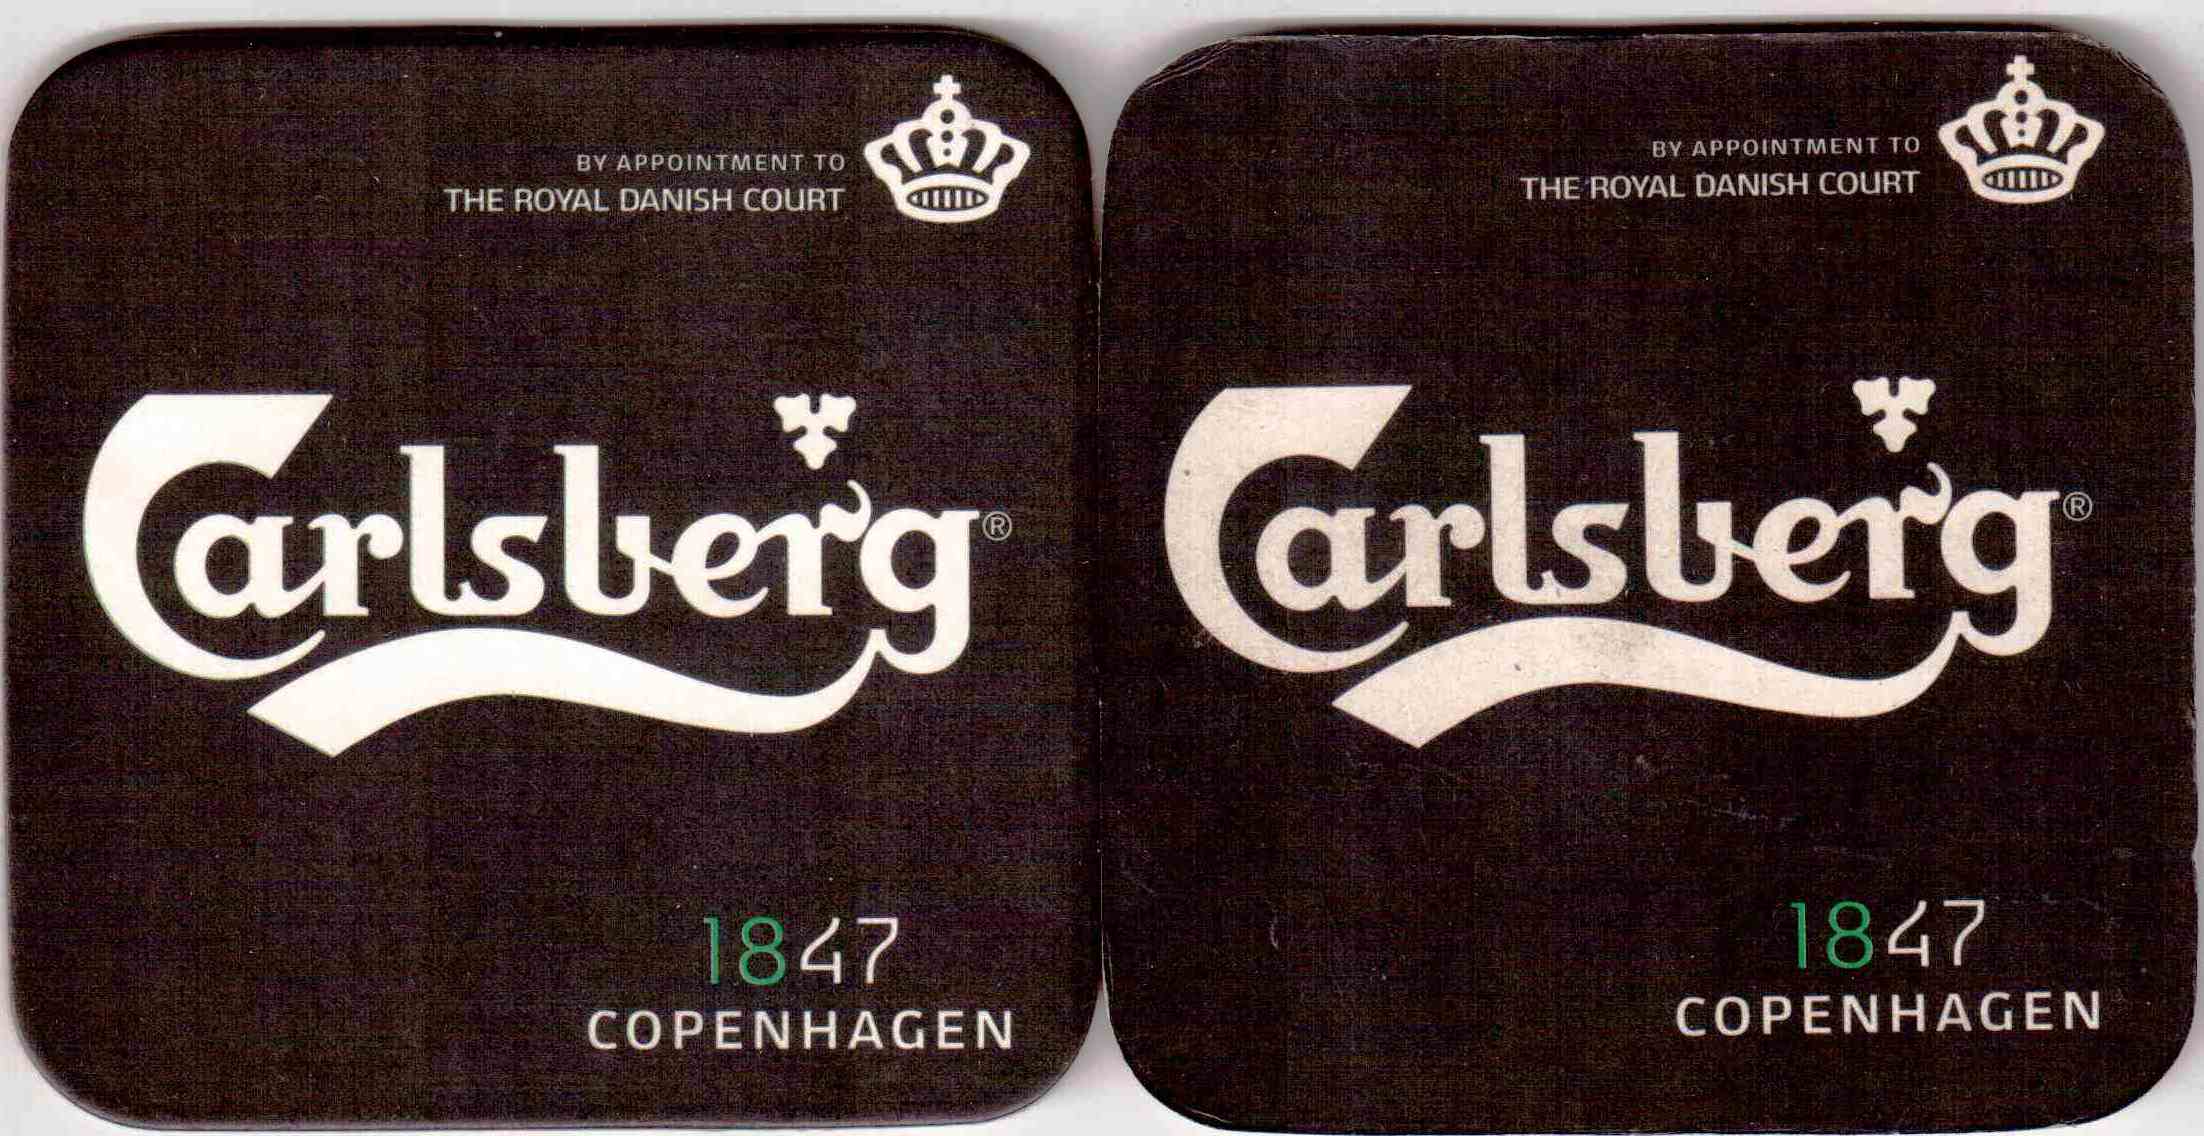 BY APPOINTMENT TO
THE ROYAL DANISH COURT
Carlsberg®
1847
COPENHAGEN
BY APPOINTMENT TO
THE ROYAL DANISH COURT
Carlsberg®
1847
COPENHAGEN